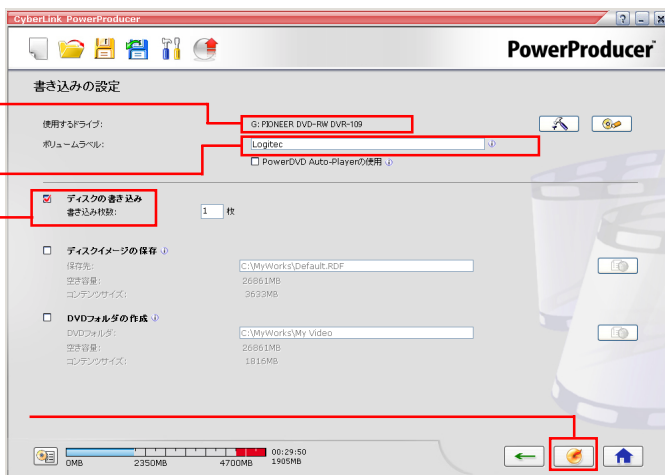 CyberLink PowerProducer
PowerProducer
書き込みの設定
使用するドライブ:
G: PIONEER DVD-RW DVR-109
ボリュームラベル:
Logitec
PowerDVD Auto-Playerの使用
ディスクの書き込み
書き込み枚数:
1 枚
ディスクイメージの保存
保存先:
C:\MyWorks\Default.RDF
空き容量:
26861MB
コンテンツサイズ:
3633MB
DVDフォルダの作成
DVDフォルダ:
C:\MyWorks\My Video
空き容量:
26861MB
コンテンツサイズ:
1816MB
00:29:50
0MB 2350MB 4700MB 1905MB